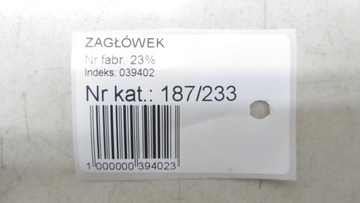 ZAGŁÓWEK
Nr fabr. 23%
Indeks: 039402
Nr kat.: 187/233
1 000000 394023